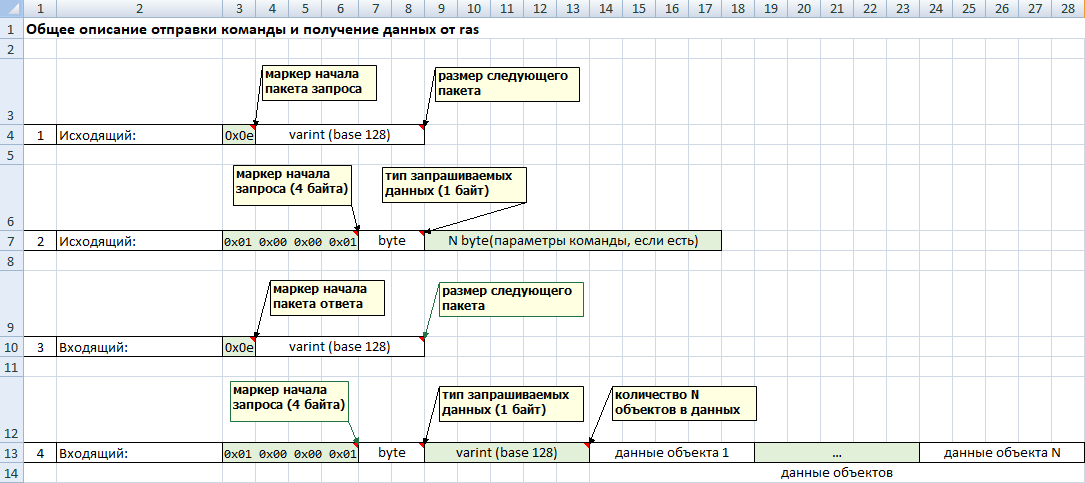 1 2 3 4 5 6 7 8 9 10 11 12 13 14 15 16 17 18 19 20 21 22 23 24 25 26 27 28
1 Общее описание отправки команды и получение данных от ras
2
маркер начала
пакета запроса
размер следующего
пакета
3
4 1 Исходящий: 0x0e varint (base 128)
5
маркер начала
запроса (4 байта)
тип запрашиваемых
данных (1 байт)
6
7 2 Исходящий: 0x01 0x00 0x00 0x01 byte N byte(параметры команды, если есть)
8
маркер начала
пакета ответа
размер следующего
пакета
9
10 3 Входящий: 0x0e varint (base 128)
11
маркер начала
запроса (4 байта)
тип запрашиваемых
данных (1 байт)
количество N
объектов в данных
12
13 4 Входящий: 0x01 0x00 0x00 0x01 byte varint (base 128) данные объекта 1 ... данные объекта N
14 данные объектов